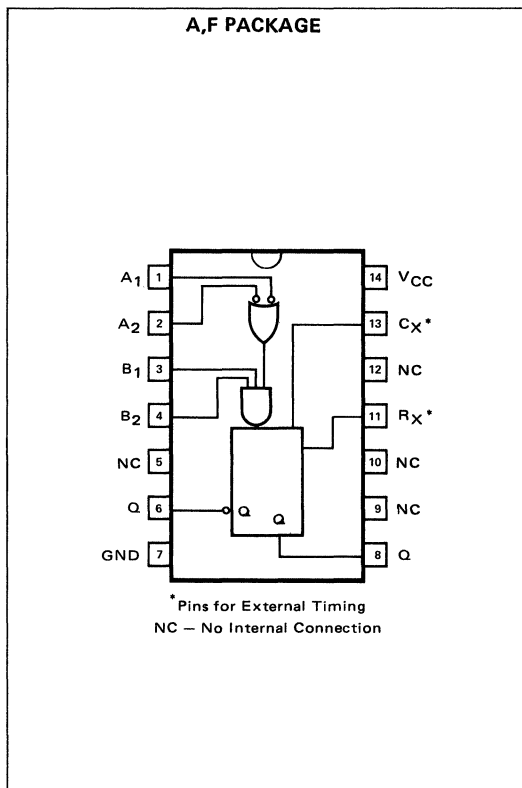 A,F PACKAGE
A1 1
A2 2
B1 3
B2 4
NC 5
Q 6
GND 7
14 VCC
13 CX*
12 NC
11 RX*
10 NC
9 NC
8 Q
Q
Q
*Pins for External Timing
NC — No Internal Connection